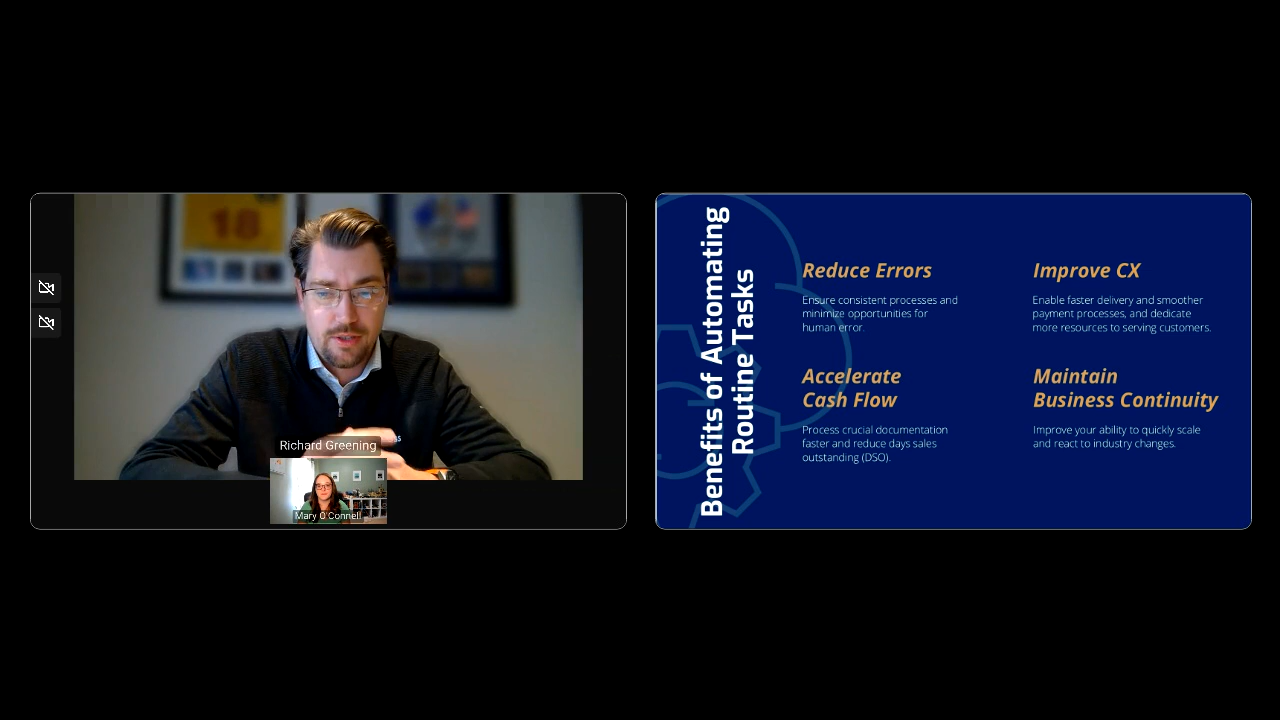 18
Richard Greening
Mary O Connell
Benefits of Automating
Routine Tasks
Reduce Errors
Ensure consistent processes and
minimize opportunities for
human error.
Improve CX
Enable faster delivery and smoother
payment processes, and dedicate
more resources to serving customers.
Accelerate
Cash Flow
Process crucial documentation
faster and reduce days sales
outstanding (DSO).
Maintain
Business Continuity
Improve your ability to quickly scale
and react to industry changes.